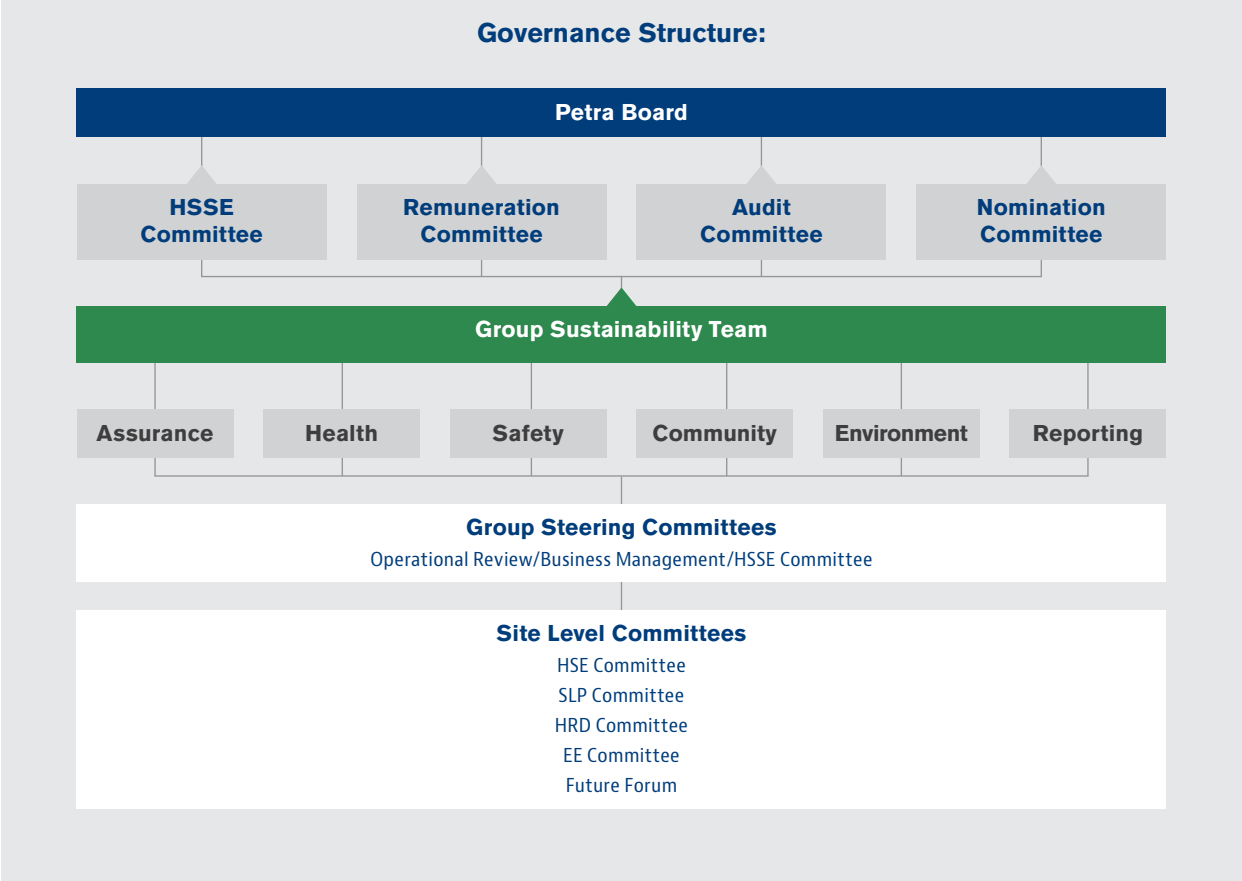 Governance Structure:
Petra Board
HSSE
Committee
Remuneration
Committee
Audit
Committee
Nomination
Committee
Group Sustainability Team
Assurance
Health
Safety
Community
Environment
Reporting
Group Steering Committees
Operational Review/Business Management/HSSE Committee
Site Level Committees
HSE Committee
SLP Committee
HRD Committee
EE Committee
Future Forum